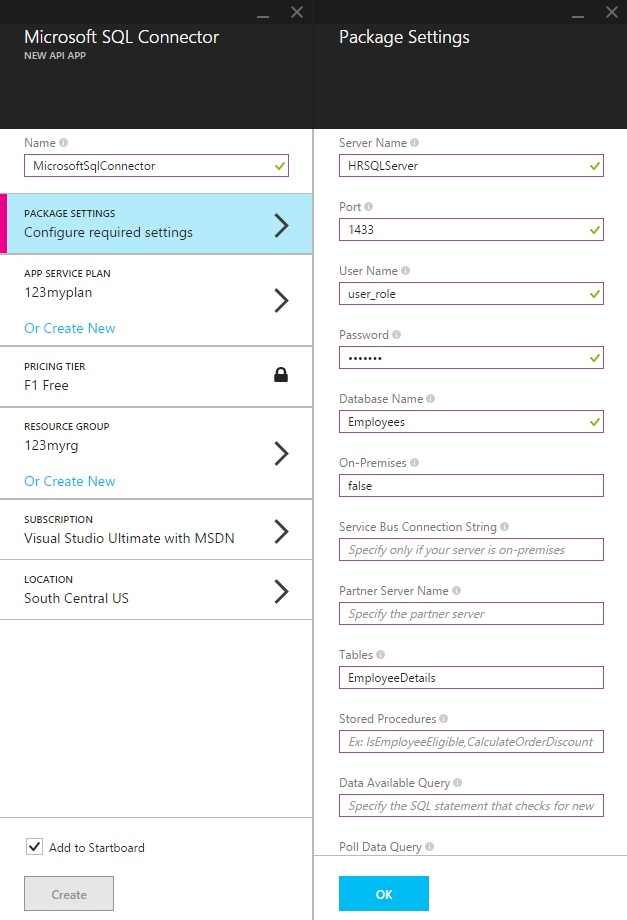 Microsoft SQL Connector
NEW API APP
Name
MicrosoftSqlConnector
PACKAGE SETTINGS
Configure required settings
APP SERVICE PLAN
123myplan
Or Create New
PRICING TIER
F1 Free
RESOURCE GROUP
123myrg
Or Create New
SUBSCRIPTION
Visual Studio Ultimate with MSDN
LOCATION
South Central US
Add to Startboard
Create
Package Settings
Server Name
HRSQLServer
Port
1433
User Name
user_role
Password
•••••••
Database Name
Employees
On-Premises
false
Service Bus Connection String
Specify only if your server is on-premises
Partner Server Name
Specify the partner server
Tables
EmployeeDetails
Stored Procedures
Ex: IsEmployeeEligible,CalculateOrderDiscount
Data Available Query
Specify the SQL statement that checks for new
Poll Data Query
OK